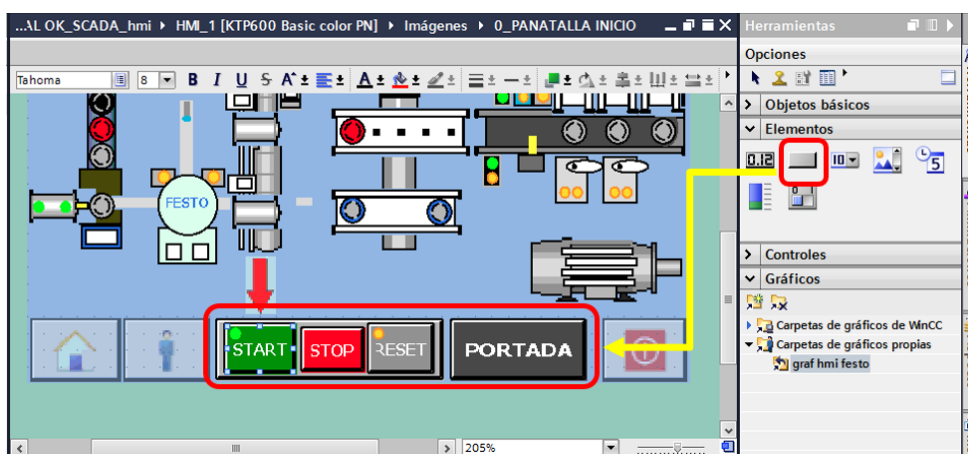 ...AL OK_SCADA_hmi ▸ HMI_1 [KTP600 Basic color PN] ▸ Imágenes ▸ 0_PANATALLA INICIO
Herramientas
Opciones
Tahoma 8 B I U S A A
Objetos básicos
Elementos
0.12 10 5
FESTO
Controles
Gráficos
Carpetas de gráficos de WinCC
Carpetas de gráficos propias
graf hmi festo
START STOP RESET PORTADA
205%